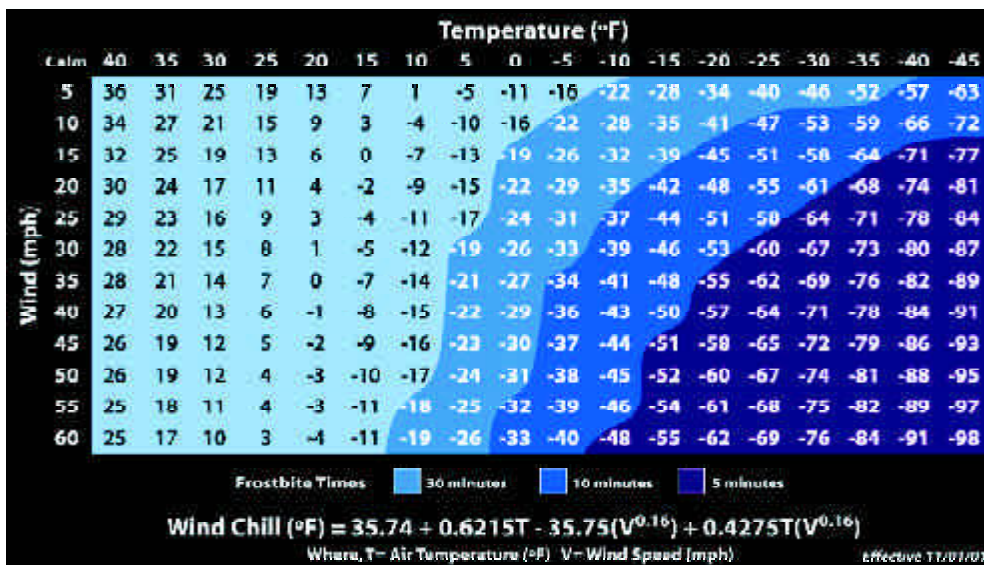 Temperature (°F)
Calm 40 35 30 25 20 15 10 5 0 -5 -10 -15 -20 -25 -30 -35 -40 -45
5 36 31 25 19 13 7 1 -5 -11 -16 -22 -28 -34 -40 -46 -52 -57 -63
10 34 27 21 15 9 3 -4 -10 -16 -22 -28 -35 -41 -47 -53 -59 -66 -72
15 32 25 19 13 6 0 -7 -13 -19 -26 -32 -39 -45 -51 -58 -64 -71 -77
20 30 24 17 11 4 -2 -9 -15 -22 -29 -35 -42 -48 -55 -61 -68 -74 -81
Wind (mph)
25 29 23 16 9 3 -4 -11 -17 -24 -31 -37 -44 -51 -58 -64 -71 -78 -84
30 28 22 15 8 1 -5 -12 -19 -26 -33 -39 -46 -53 -60 -67 -73 -80 -87
35 28 21 14 7 0 -7 -14 -21 -27 -34 -41 -48 -55 -62 -69 -76 -82 -89
40 27 20 13 6 -1 -8 -15 -22 -29 -36 -43 -50 -57 -64 -71 -78 -84 -91
45 26 19 12 5 -2 -9 -16 -23 -30 -37 -44 -51 -58 -65 -72 -79 -86 -93
50 26 19 12 4 -3 -10 -17 -24 -31 -38 -45 -52 -60 -67 -74 -81 -88 -95
55 25 18 11 4 -3 -11 -18 -25 -32 -39 -46 -54 -61 -68 -75 -82 -89 -97
60 25 17 10 3 -4 -11 -19 -26 -33 -40 -48 -55 -62 -69 -76 -84 -91 -98
Frostbite Times 30 minutes 10 minutes 5 minutes
Wind Chill (°F) = 35.74 + 0.6215T - 35.75(V^0.16) + 0.4275T(V^0.16)
Where, T= Air Temperature (°F) V= Wind Speed (mph)
Effective 11/01/01